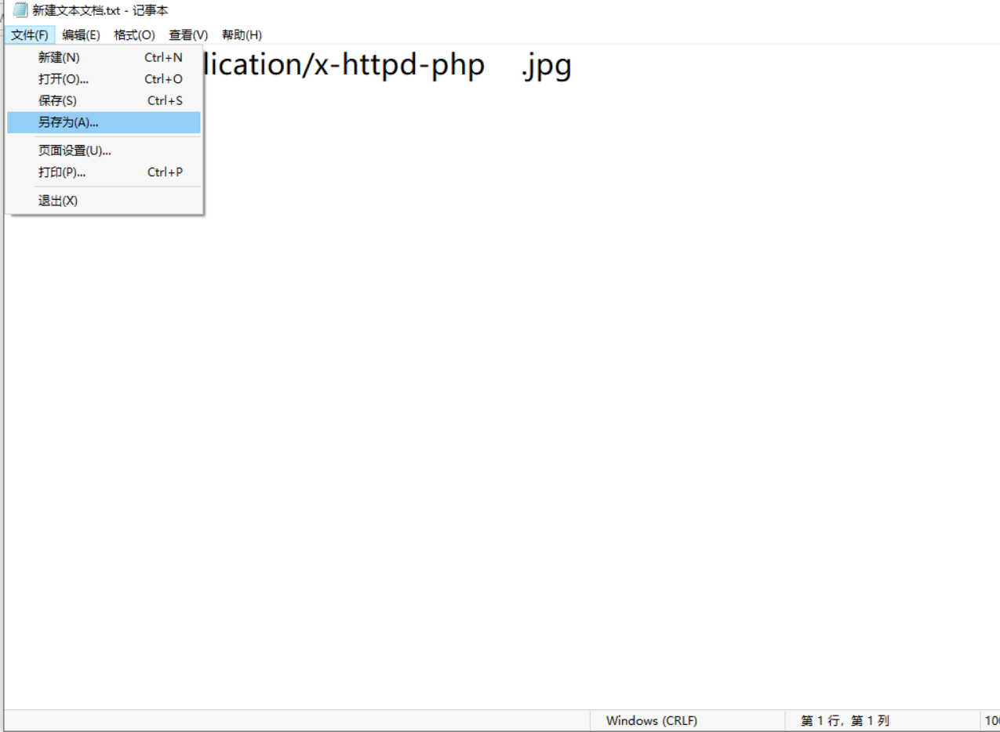 新建文本文档.txt - 记事本
文件(F) 编辑(E) 格式(O) 查看(V) 帮助(H)
lication/x-httpd-php .jpg
新建(N) Ctrl+N
打开(O)... Ctrl+O
保存(S) Ctrl+S
另存为(A)...
页面设置(U)...
打印(P)... Ctrl+P
退出(X)
Windows (CRLF) 第 1 行, 第 1 列